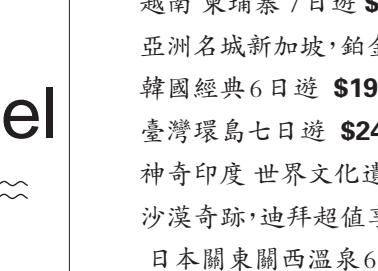 越南 柬埔寨 7日遊 $
亞洲名城新加坡，鉑金
韓國經典6日遊 $19
el
臺灣環島七日遊 $24
神奇印度 世界文化遺
沙漠奇跡，迪拜超值享
日本關東關西溫泉6